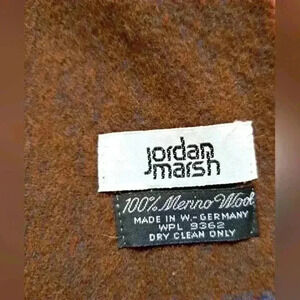 jordan
marsh
100% Merino Wool
MADE IN W.-GERMANY
WPL 9362
DRY CLEAN ONLY